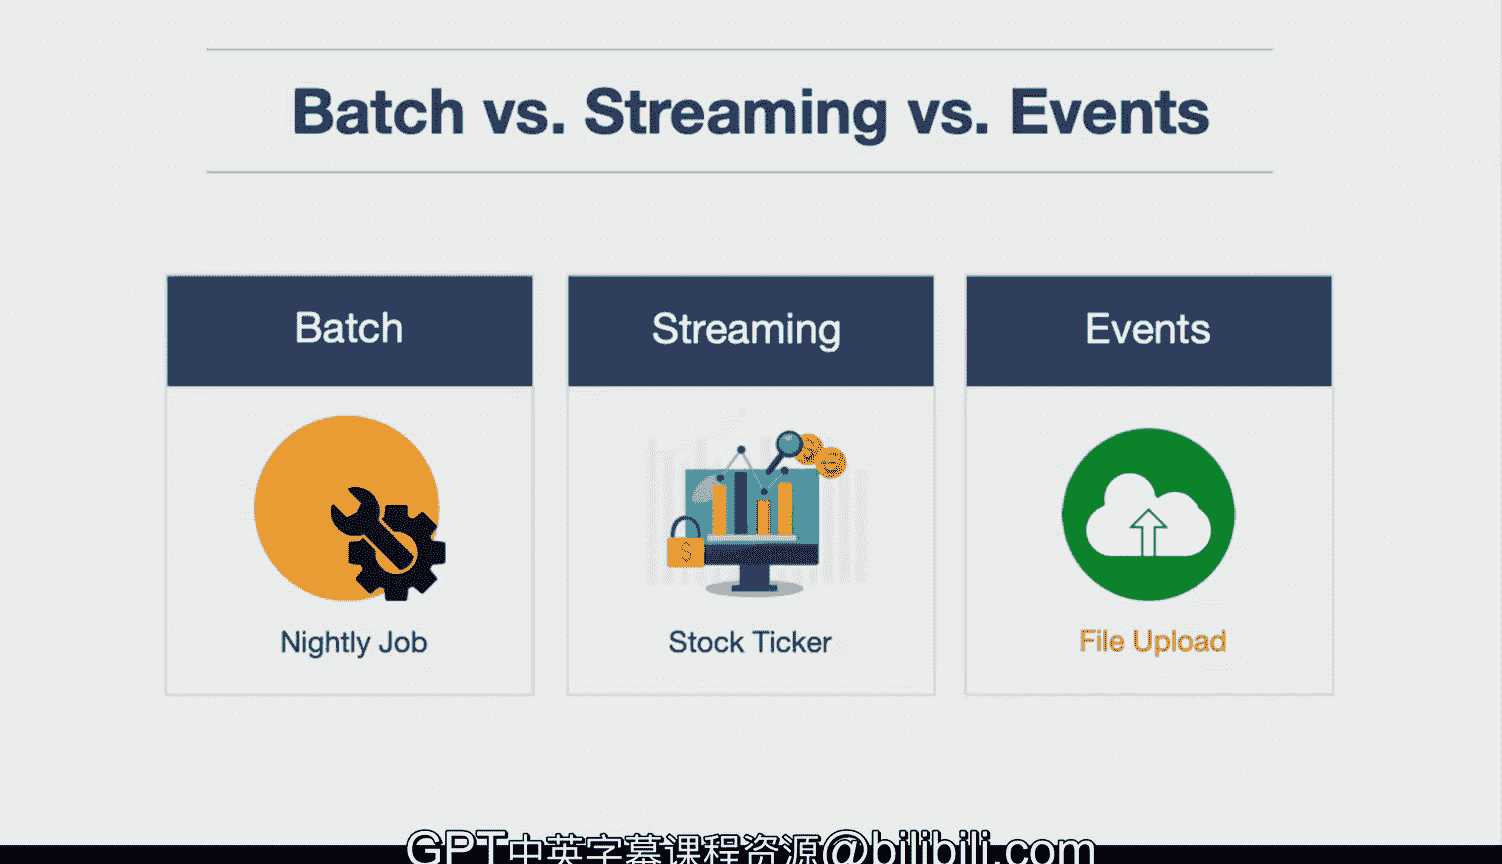 Batch vs. Streaming vs. Events
Batch
Streaming
Events
$
Nightly Job
Stock Ticker
File Upload
GPT中英字幕课程资源@bilibili.com